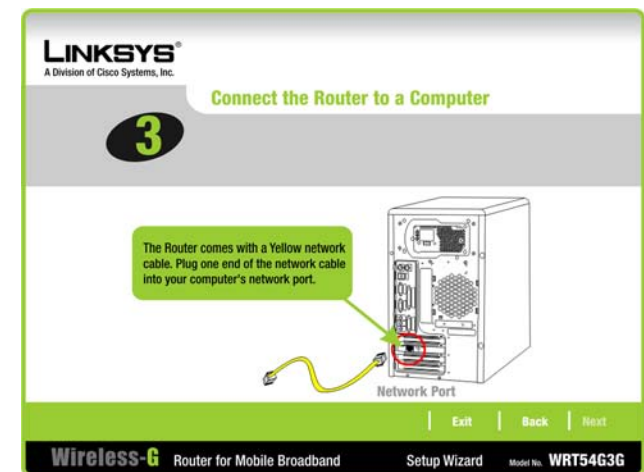 LINKSYS®
A Division of Cisco Systems, Inc.
Connect the Router to a Computer
3
The Router comes with a Yellow network
cable. Plug one end of the network cable
into your computer's network port.
Network Port
Exit Back Next
Wireless-G Router for Mobile Broadband Setup Wizard Model No. WRT54G3G